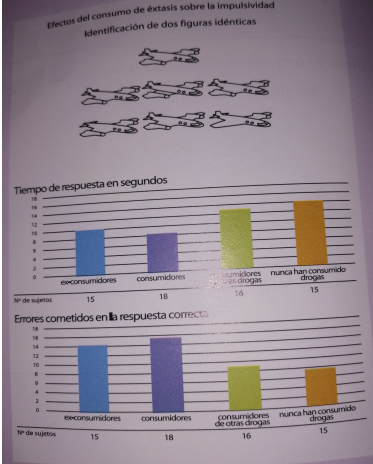 Efectos del consumo de éxtasis sobre la impulsividad
Identificación de dos figuras idénticas
Tiempo de respuesta en segundos
18
16
14
12
10
8
6
4
2
0
ex-consumidores consumidores consumidores de otras drogas nunca han consumido drogas
Nº de sujetos 15 18 16 15
Errores cometidos en la respuesta correcta
18
16
14
12
10
8
6
4
2
0
ex-consumidores consumidores consumidores de otras drogas nunca han consumido drogas
Nº de sujetos 15 18 16 15